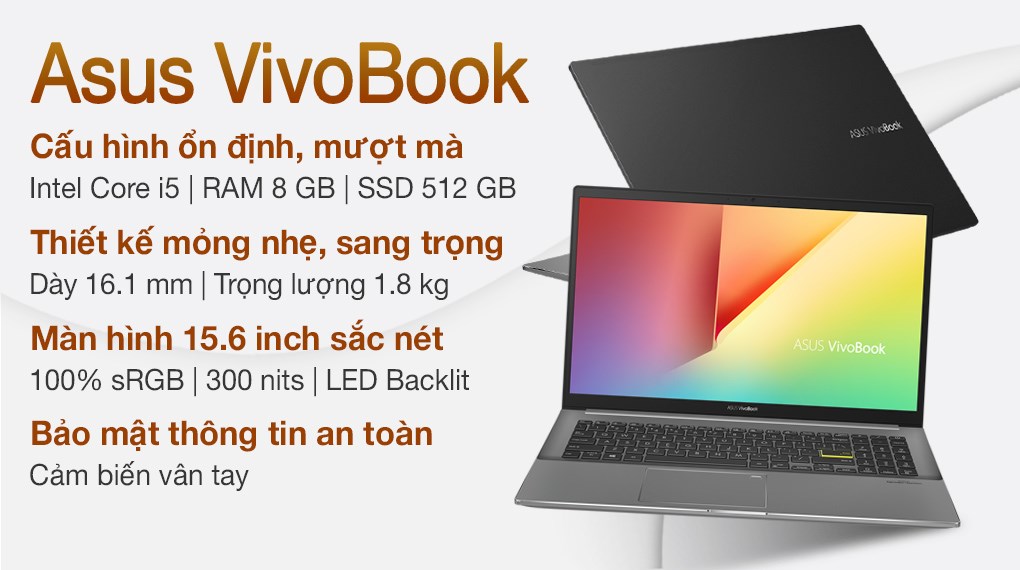 Asus VivoBook
Cấu hình ổn định, mượt mà
Intel Core i5 | RAM 8 GB | SSD 512 GB
Thiết kế mỏng nhẹ, sang trọng
Dày 16.1 mm | Trọng lượng 1.8 kg
Màn hình 15.6 inch sắc nét
100% sRGB | 300 nits | LED Backlit
Bảo mật thông tin an toàn
Cảm biến vân tay
ASUS VivoBook
ASUS VivoBook
ASUS VivoBook